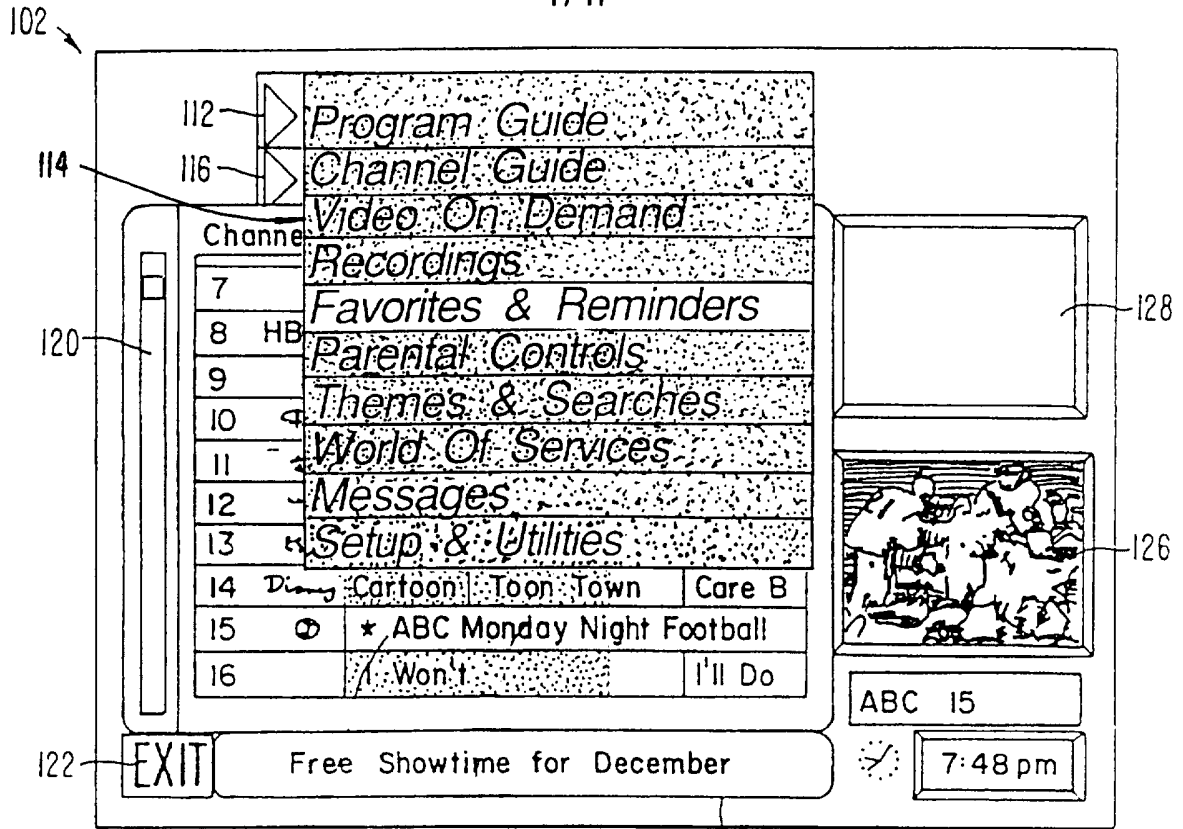 102
112
Program Guide
116
Channel Guide
114
Video On Demand
Channe
Recordings
7
Favorites & Reminders
128
8 HB
Parental Controls
120
9
Themes & Searches
10
World Of Services
11
Messages
12
Setup & Utilities
13
126
14 Disney Cartoon Toon Town Care B
15 ★ ABC Monday Night Football
16 I Won't I'll Do
ABC 15
122
EXIT
Free Showtime for December
7:48 pm